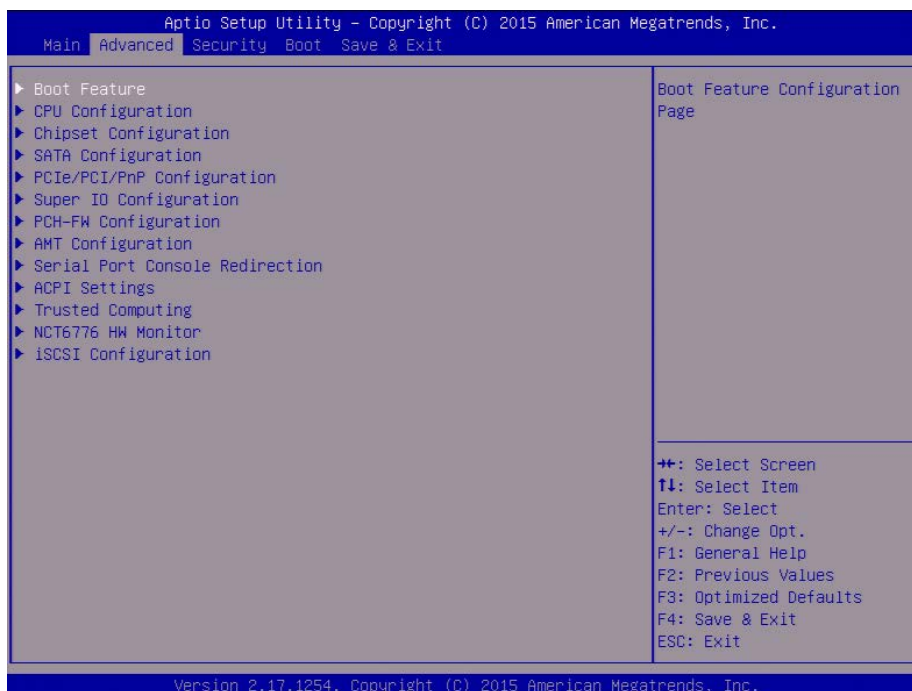 Aptio Setup Utility – Copyright (C) 2015 American Megatrends, Inc.
Main Advanced Security Boot Save & Exit
Boot Feature
CPU Configuration
Chipset Configuration
SATA Configuration
PCIe/PCI/PnP Configuration
Super IO Configuration
PCH-FW Configuration
AMT Configuration
Serial Port Console Redirection
ACPI Settings
Trusted Computing
NCT6776 HW Monitor
iSCSI Configuration
Boot Feature Configuration
Page
→←: Select Screen
↑↓: Select Item
Enter: Select
+/-: Change Opt.
F1: General Help
F2: Previous Values
F3: Optimized Defaults
F4: Save & Exit
ESC: Exit
Version 2.17.1254. Copyright (C) 2015 American Megatrends, Inc.